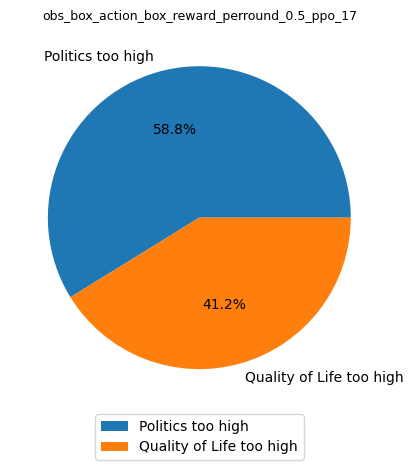 obs_box_action_box_reward_perround_0.5_ppo_17
Politics too high
58.8%
41.2%
Quality of Life too high
Politics too high
Quality of Life too high